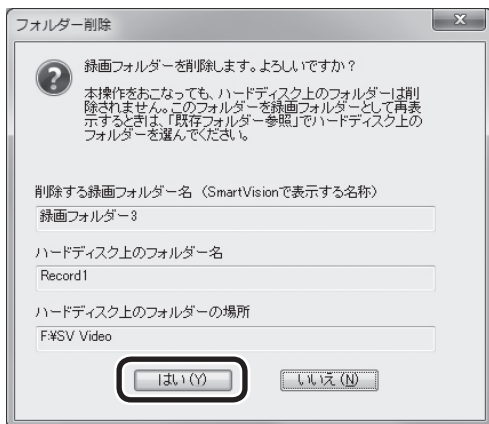 フォルダー削除
録画フォルダーを削除します。よろしいですか？
本操作をおこなっても、ハードディスク上のフォルダーは削
除されません。このフォルダーを録画フォルダーとして再表
示するときは、「既存フォルダー参照」でハードディスク上の
フォルダーを選んでください。
削除する録画フォルダー名（SmartVisionで表示する名称）
録画フォルダー3
ハードディスク上のフォルダー名
Record1
ハードディスク上のフォルダーの場所
F:¥SV Video
はい(Y)
いいえ(N)